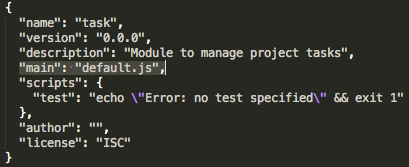 {
"name": "task",
"version": "0.0.0",
"description": "Module to manage project tasks",
"main": "default.js",
"scripts": {
"test": "echo \"Error: no test specified\" && exit 1"
},
"author": "",
"license": "ISC"
}